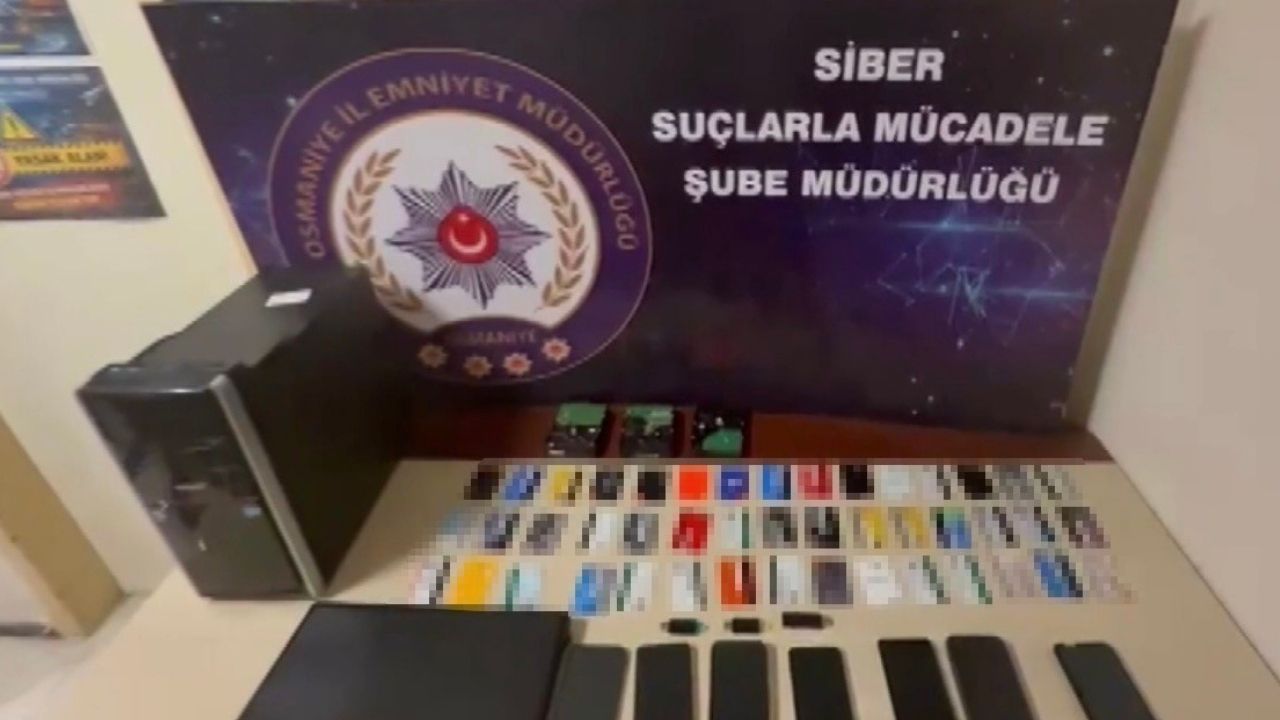 YASAK ALAN
OSMANİYE İL EMNİYET MÜDÜRLÜĞÜ
OSMANİYE
SİBER
SUÇLARLA MÜCADELE
ŞUBE MÜDÜRLÜĞÜ